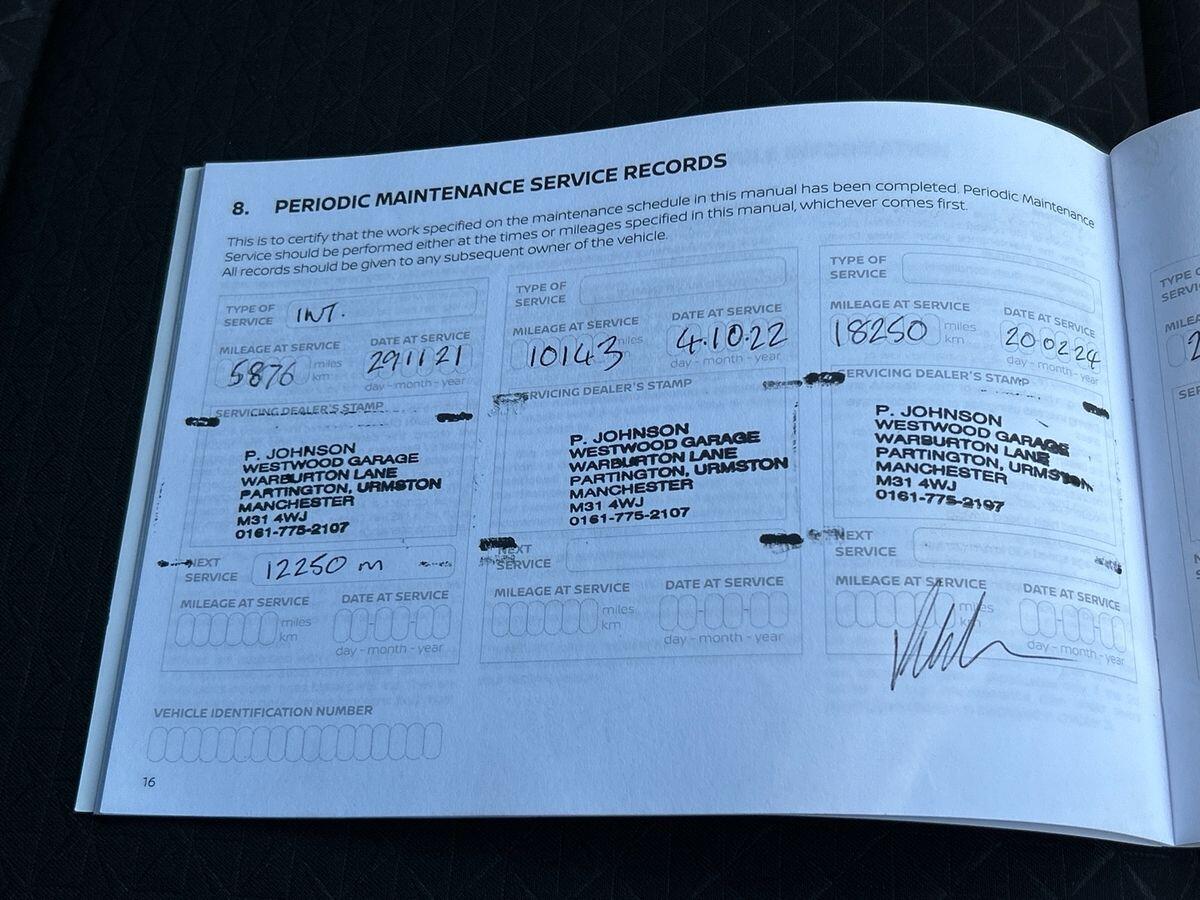 8. PERIODIC MAINTENANCE SERVICE RECORDS
This is to certify that the work specified on the maintenance schedule in this manual has been completed. Periodic Maintenance
Service should be performed either at the times or mileages specified in this manual, whichever comes first.
All records should be given to any subsequent owner of the vehicle.
TYPE OF
SERVICE
INT.
MILEAGE AT SERVICE
DATE AT SERVICE
5876
miles
km
29 11 21
day - month - year
SERVICING DEALER'S STAMP
P. JOHNSON
WESTWOOD GARAGE
WARBURTON LANE
PARTINGTON, URMSTON
MANCHESTER
M31 4WJ
0161-775-2107
NEXT
SERVICE
12250 m
MILEAGE AT SERVICE
DATE AT SERVICE
miles
km
day - month - year
TYPE OF
SERVICE
MILEAGE AT SERVICE
DATE AT SERVICE
10143
miles
4.10.22
day - month - year
SERVICING DEALER'S STAMP
P. JOHNSON
WESTWOOD GARAGE
WARBURTON LANE
PARTINGTON, URMSTON
MANCHESTER
M31 4WJ
0161-775-2107
NEXT
SERVICE
MILEAGE AT SERVICE
DATE AT SERVICE
miles
km
day - month - year
TYPE OF
SERVICE
MILEAGE AT SERVICE
DATE AT SERVICE
18250
miles
km
20 02 24
day - month - year
SERVICING DEALER'S STAMP
P. JOHNSON
WESTWOOD GARAGE
WARBURTON LANE
PARTINGTON, URMSTON
MANCHESTER
M31 4WJ
0161-775-2107
NEXT
SERVICE
MILEAGE AT SERVICE
DATE AT SERVICE
miles
km
day - month - year
VEHICLE IDENTIFICATION NUMBER
16